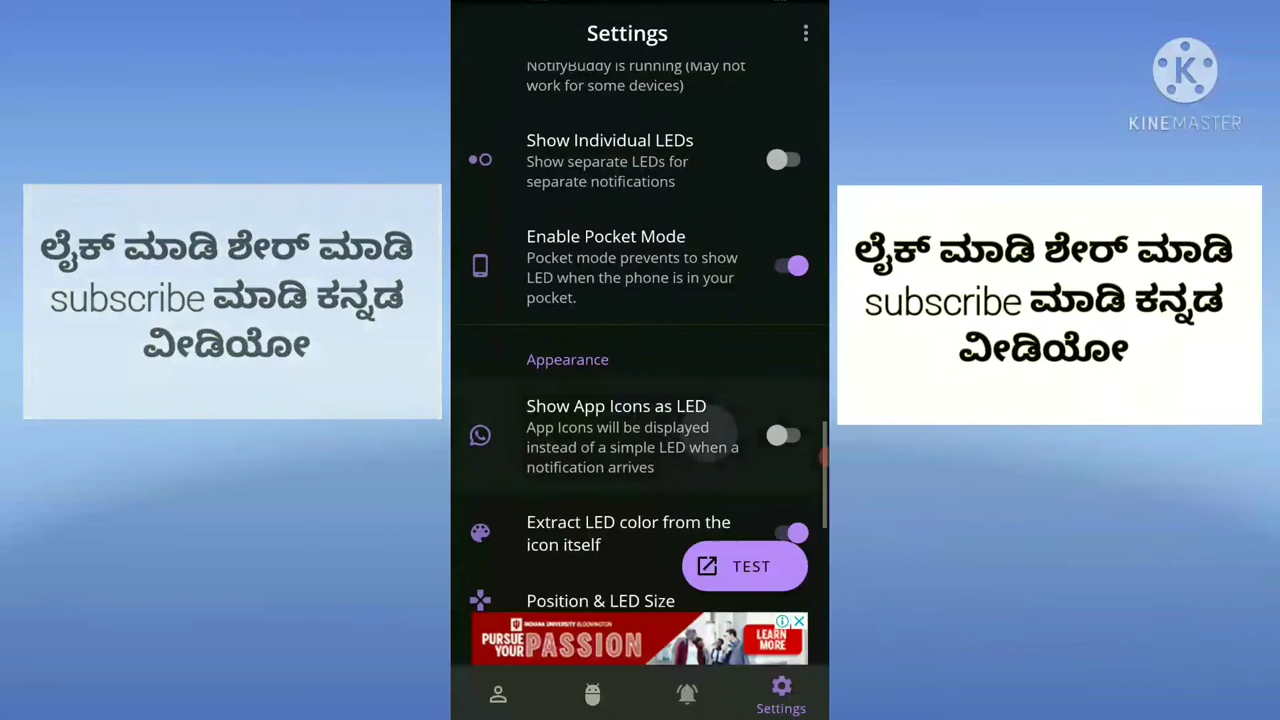 Settings
NotifyBuddy is running (May not
work for some devices)
Show Individual LEDs
Show separate LEDs for
separate notifications
Enable Pocket Mode
Pocket mode prevents to show
LED when the phone is in your
pocket.
Appearance
Show App Icons as LED
App Icons will be displayed
instead of a simple LED when a
notification arrives
Extract LED color from the
icon itself
TEST
Position & LED Size
INDIANA UNIVERSITY BLOOMINGTON
PURSUE YOUR PASSION
LEARN MORE
Settings
ಲೈಕ್ ಮಾಡಿ ಶೇರ್ ಮಾಡಿ
subscribe ಮಾಡಿ ಕನ್ನಡ
ವೀಡಿಯೋ
K
KINEMASTER
ಲೈಕ್ ಮಾಡಿ ಶೇರ್ ಮಾಡಿ
subscribe ಮಾಡಿ ಕನ್ನಡ
ವೀಡಿಯೋ